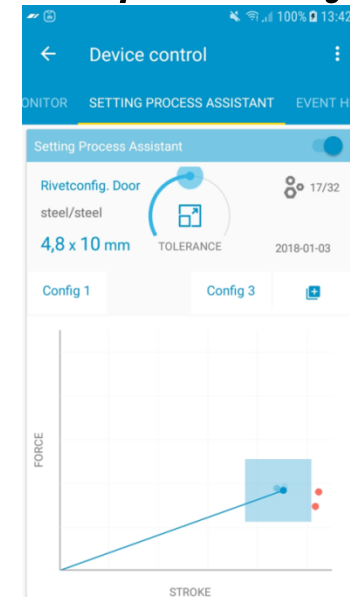 100% 13:42
Device control
ONITOR SETTING PROCESS ASSISTANT EVENT H
Setting Process Assistant
Rivetconfig. Door
17/32
steel/steel
4,8 x 10 mm
TOLERANCE
2018-01-03
Config 1
Config 3
FORCE
STROKE